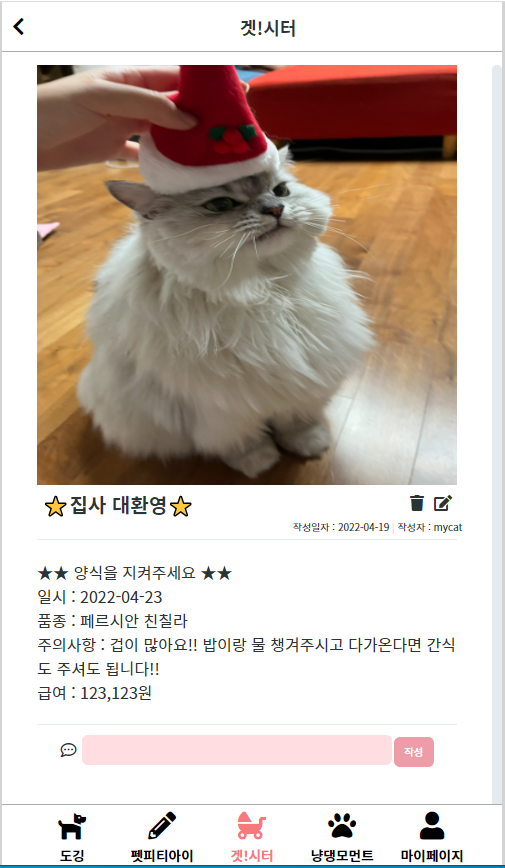 겟!시터
⭐집사 대환영⭐
작성일자 : 2022-04-19 | 작성자 : mycat
★★ 양식을 지켜주세요 ★★
일시 : 2022-04-23
품종 : 페르시안 친칠라
주의사항 : 겁이 많아요!! 밥이랑 물 챙겨주시고 다가온다면 간식
도 주셔도 됩니다!!
급여 : 123,123원
작성
도깅 펫피티아이 겟!시터 냥댕모먼트 마이페이지